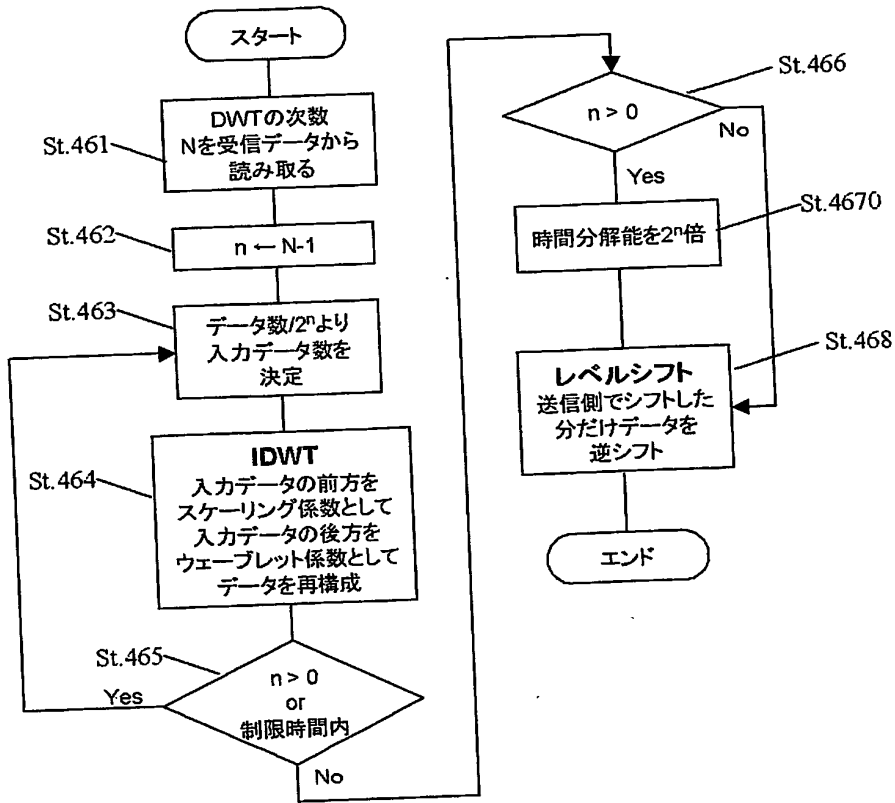 スタート
St.461
DWTの次数
Nを受信データから
読み取る
St.462
n ← N-1
St.463
データ数/2ⁿより
入力データ数を
決定
St.464
IDWT
入力データの前方を
スケーリング係数として
入力データの後方を
ウェーブレット係数として
データを再構成
St.465
n > 0
or
制限時間内
Yes
No
St.466
n > 0
No
Yes
St.4670
時間分解能を2ⁿ倍
St.468
レベルシフト
送信側でシフトした
分だけデータを
逆シフト
エンド